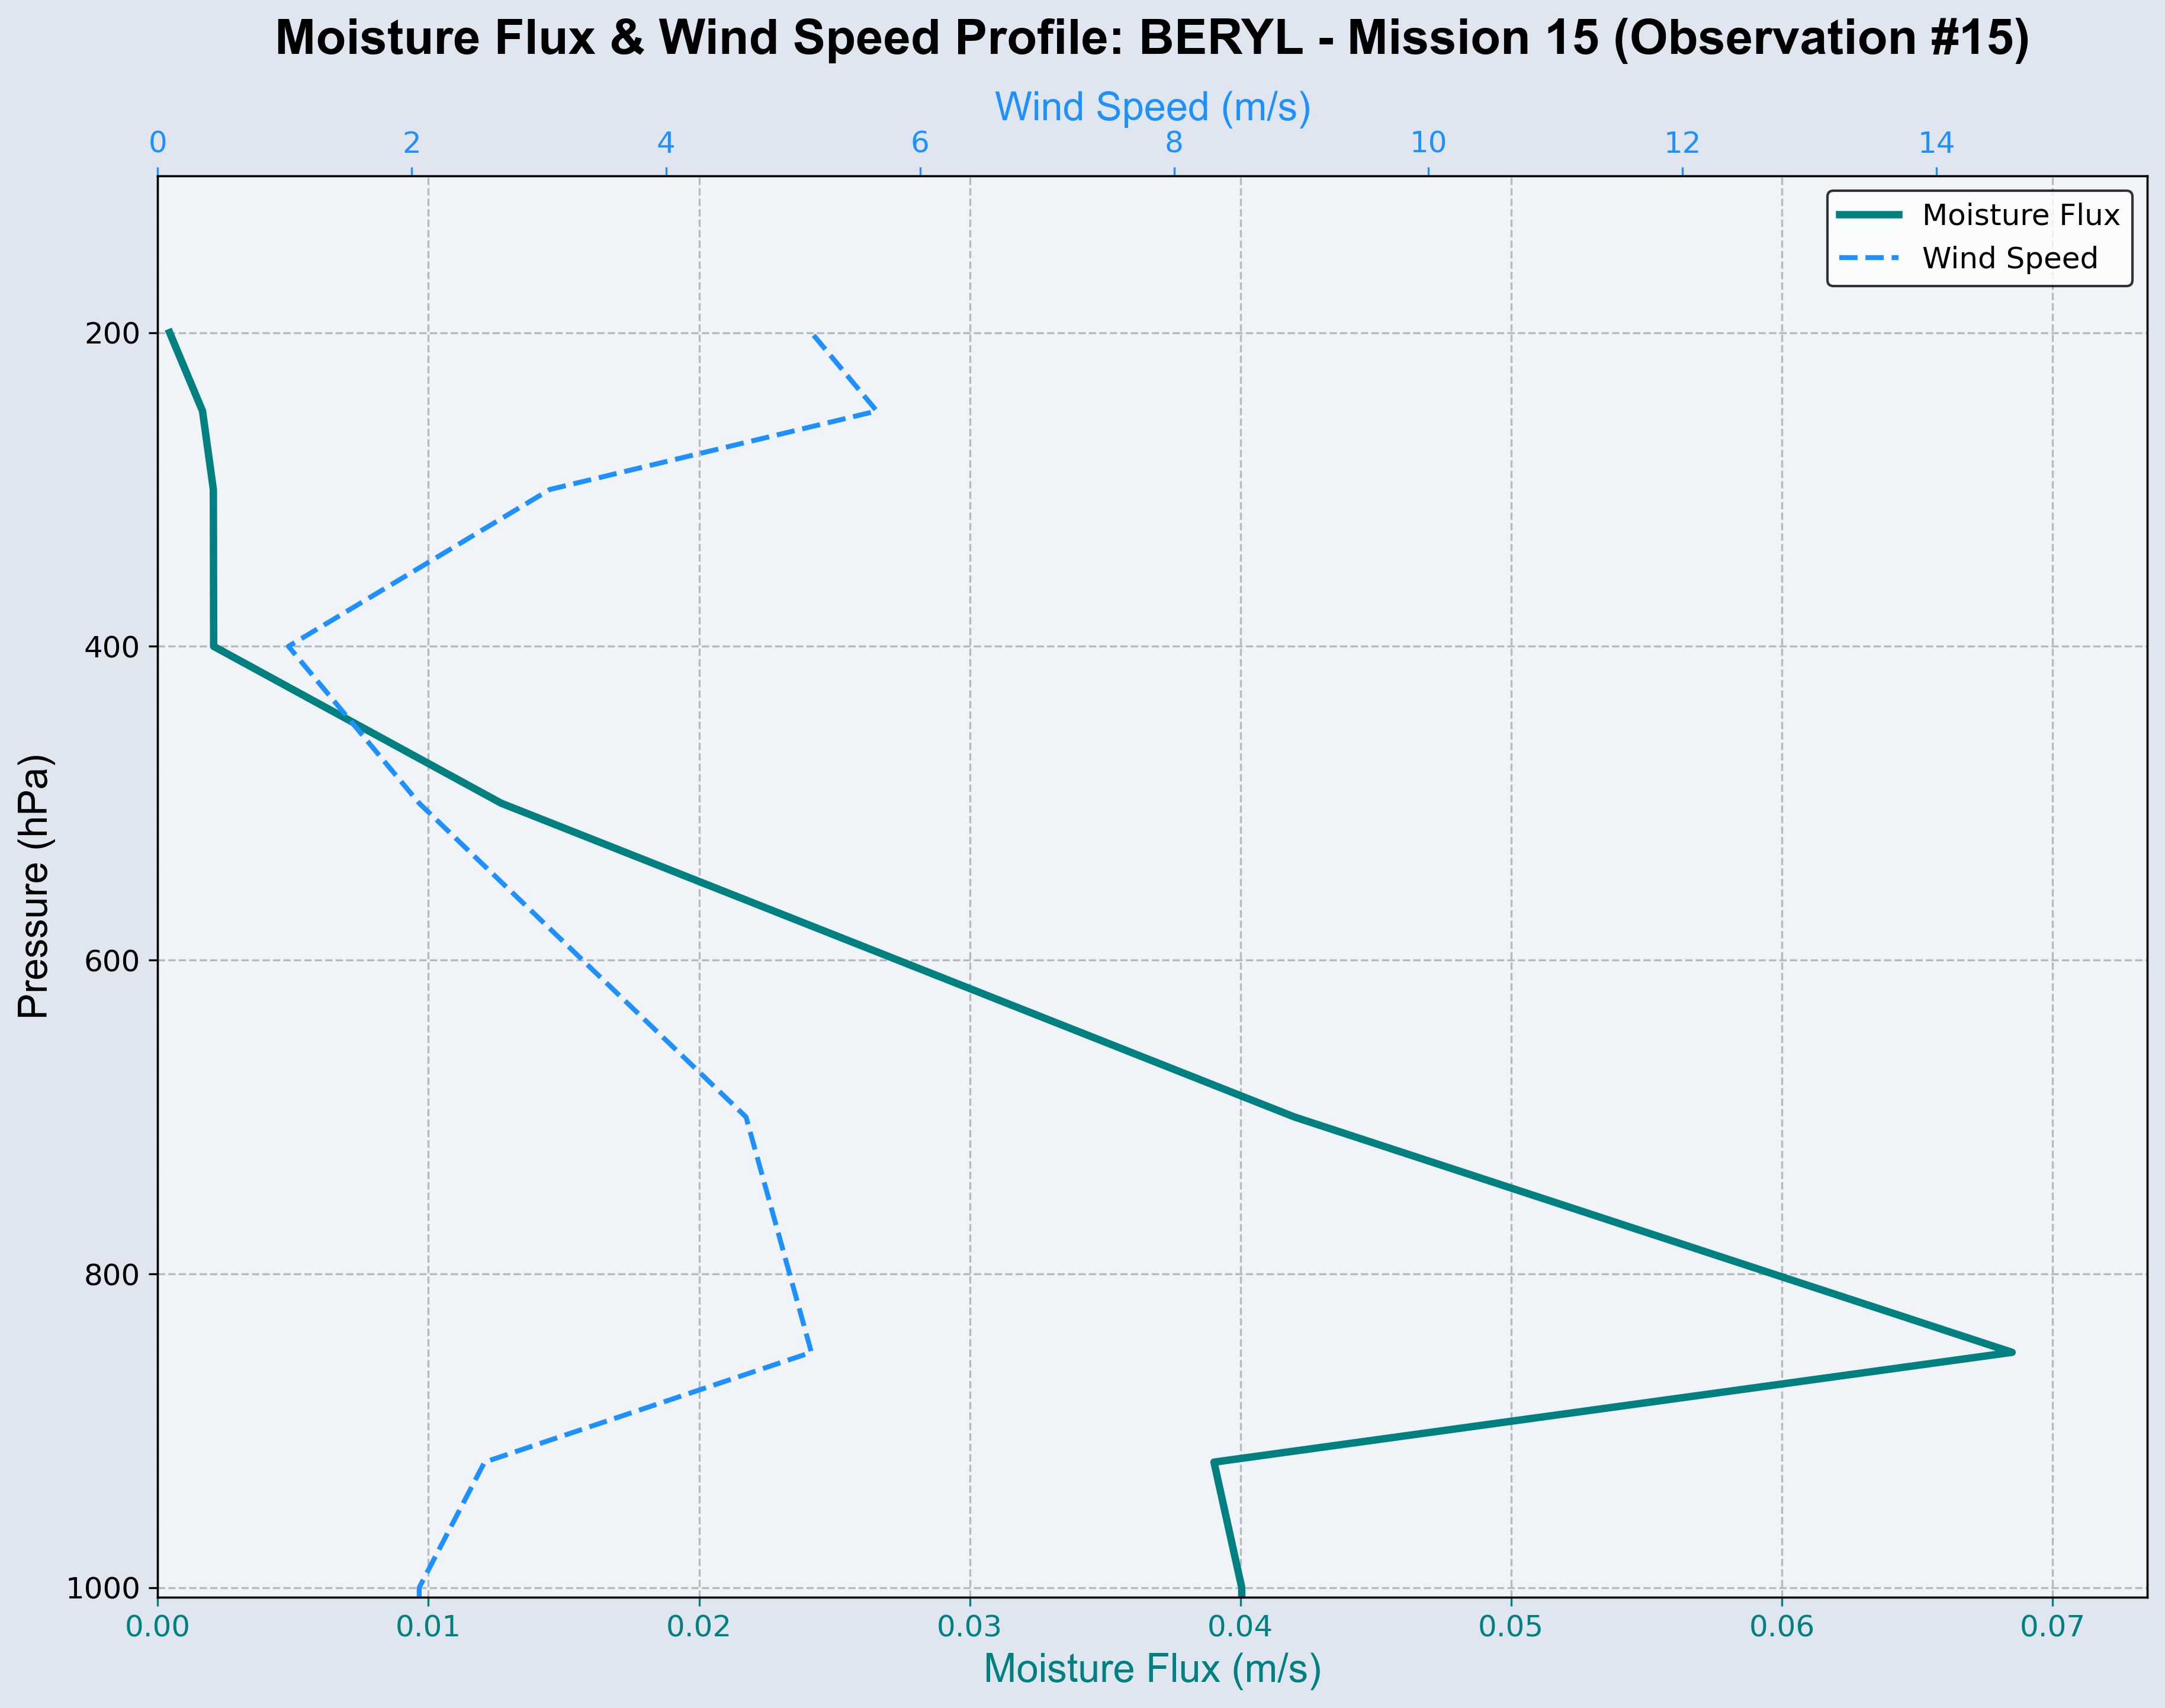 Moisture Flux & Wind Speed Profile: BERYL - Mission 15 (Observation #15)
Wind Speed (m/s)
0 2 4 6 8 10 12 14
Moisture Flux
Wind Speed
200
400
600
800
1000
Pressure (hPa)
0.00 0.01 0.02 0.03 0.04 0.05 0.06 0.07
Moisture Flux (m/s)